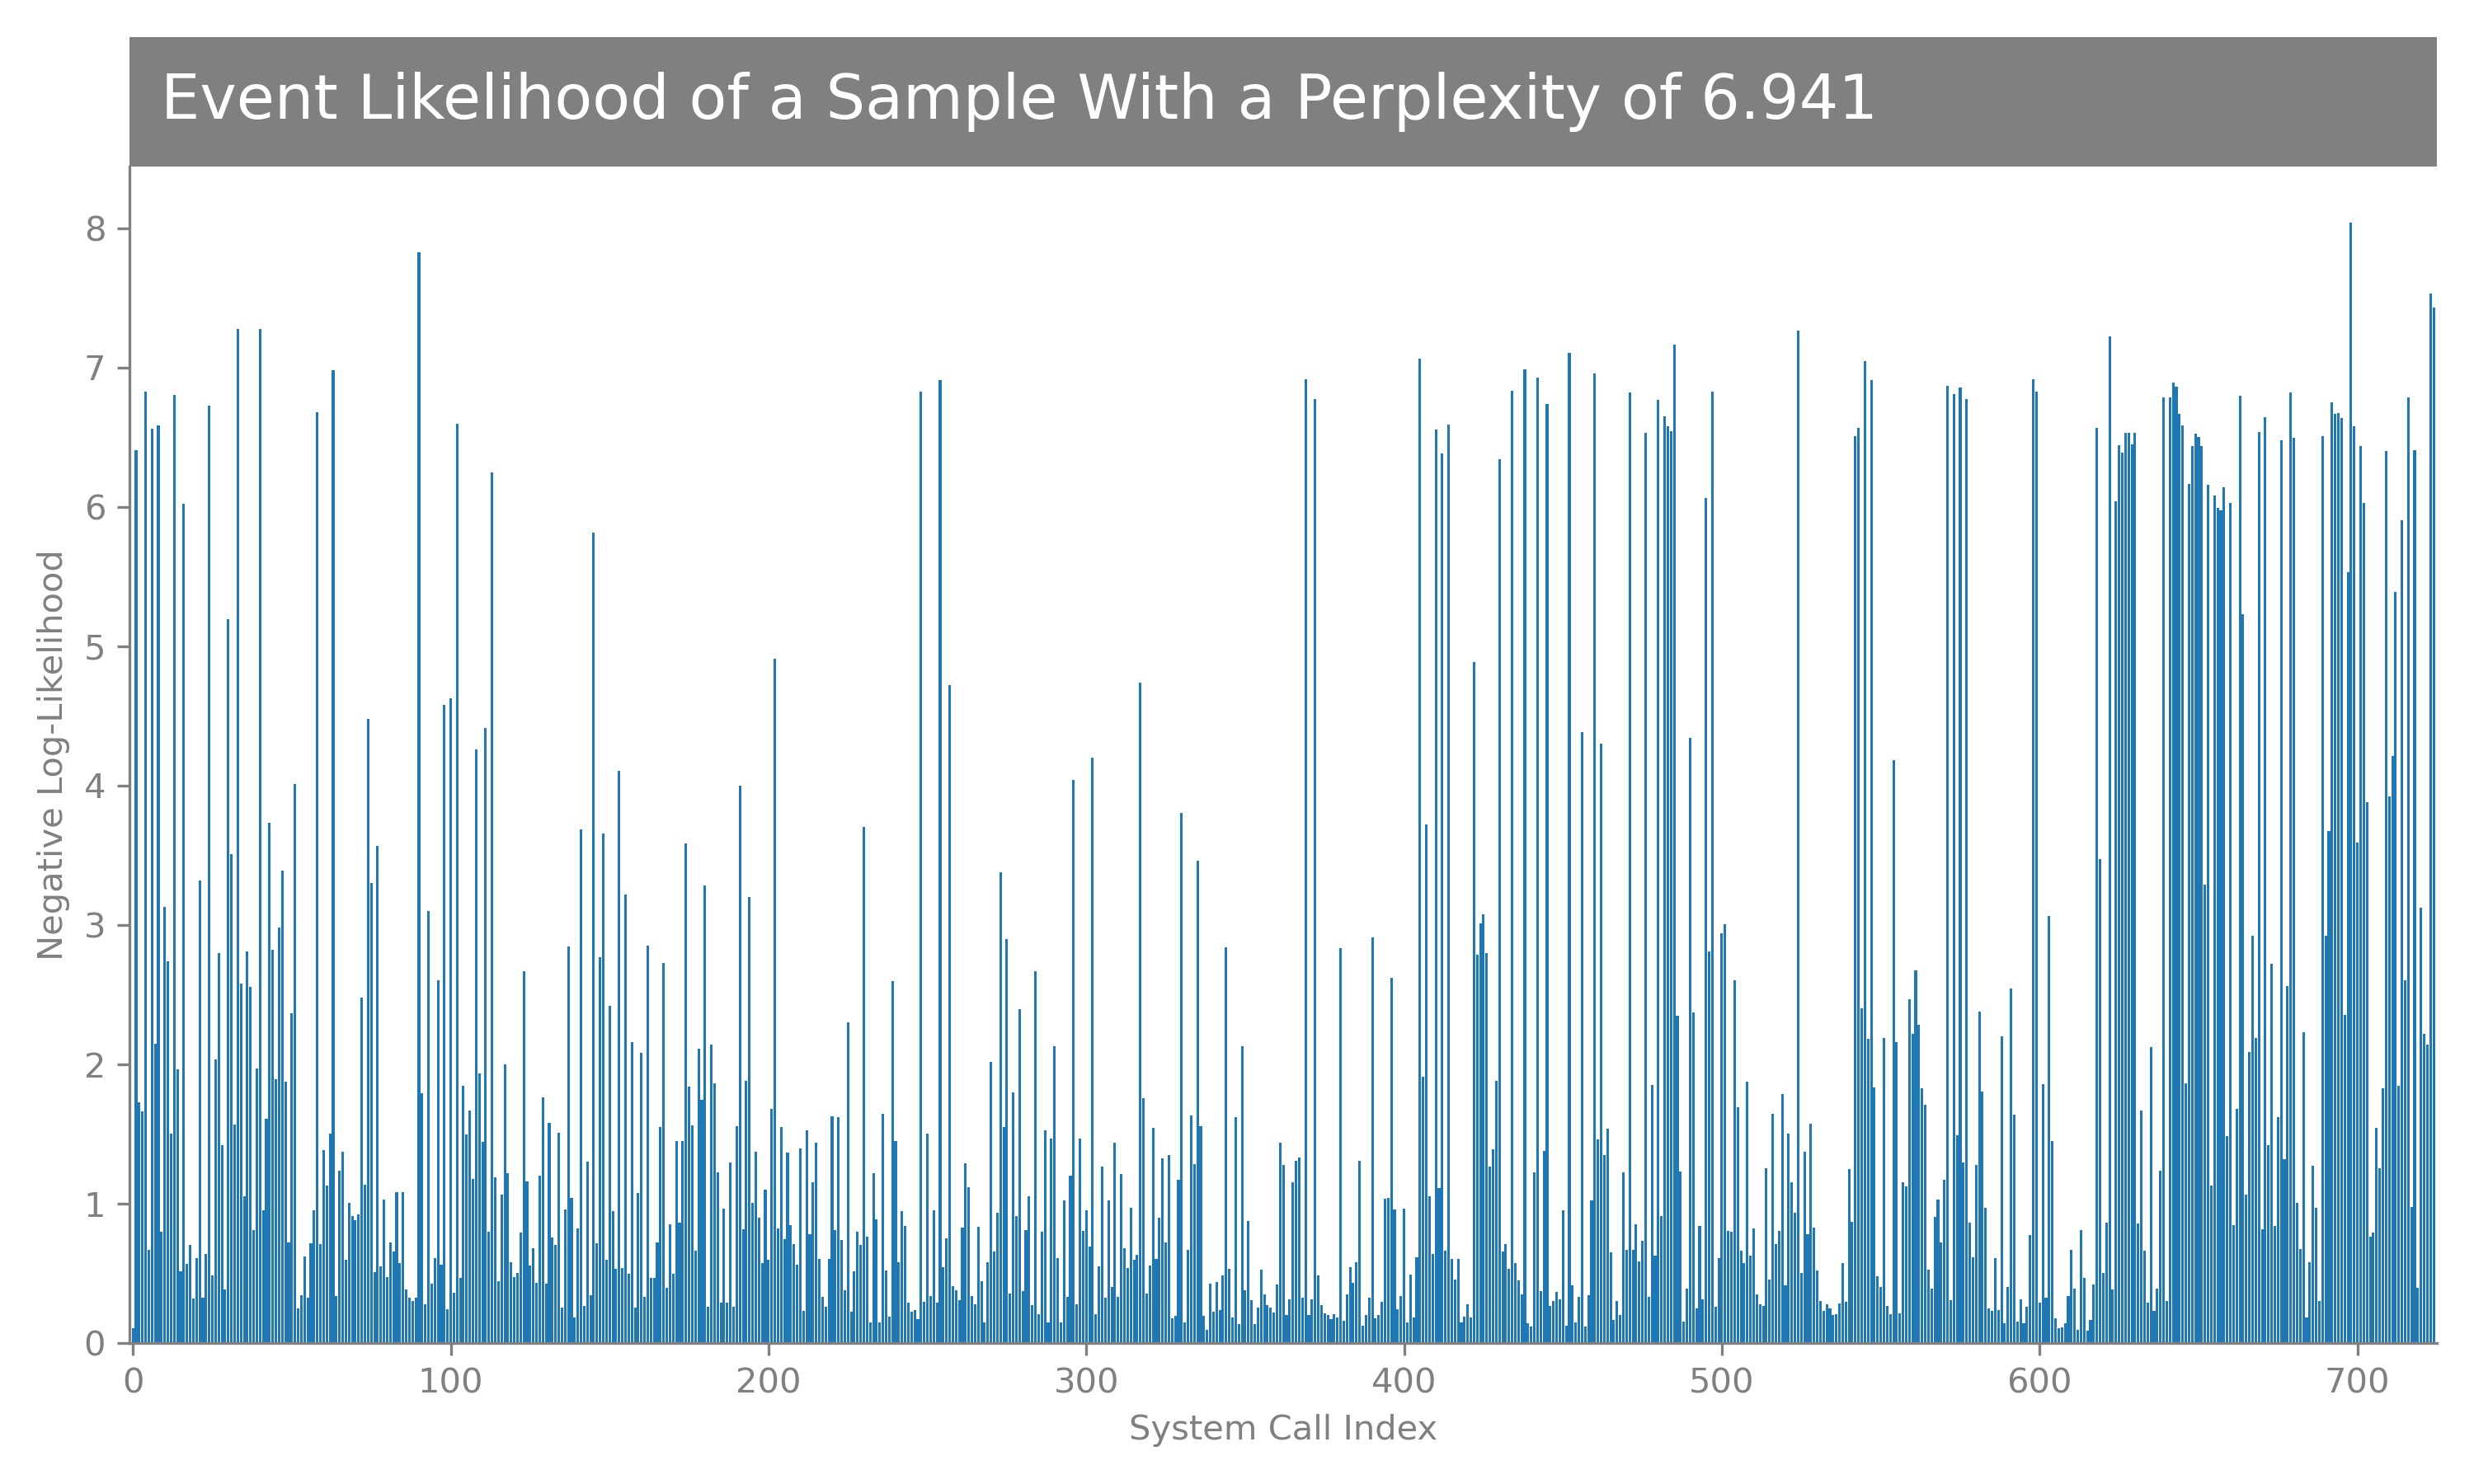 Event Likelihood of a Sample With a Perplexity of 6.941
8
7
6
5
4
3
2
1
0
Negative Log-Likelihood
0 100 200 300 400 500 600 700
System Call Index